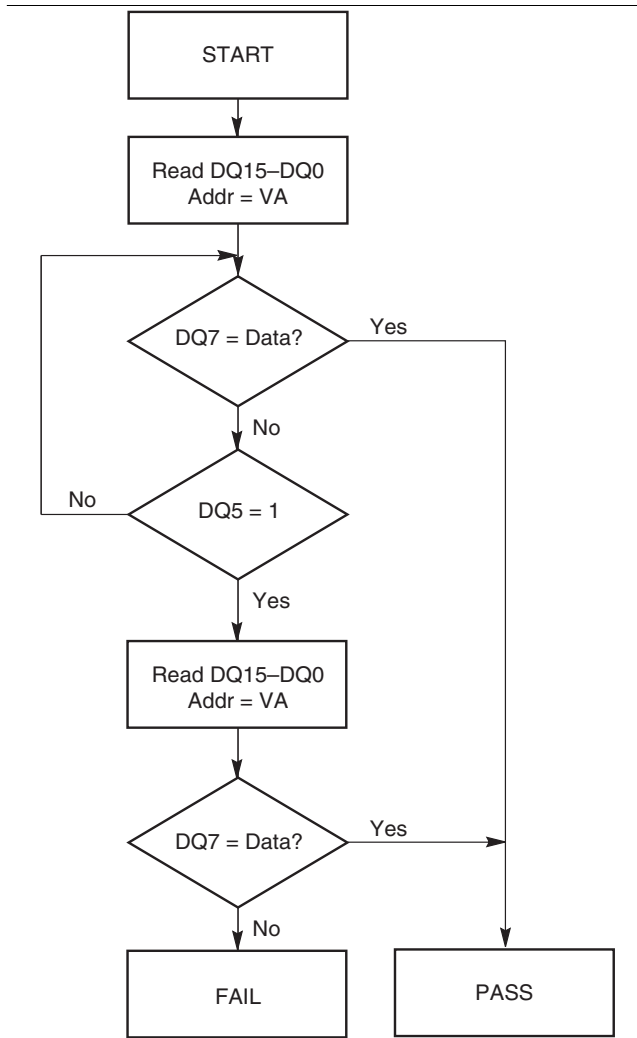 START
Read DQ15–DQ0
Addr = VA
DQ7 = Data?
Yes
No
DQ5 = 1
No
Yes
Read DQ15–DQ0
Addr = VA
DQ7 = Data?
Yes
No
FAIL
PASS